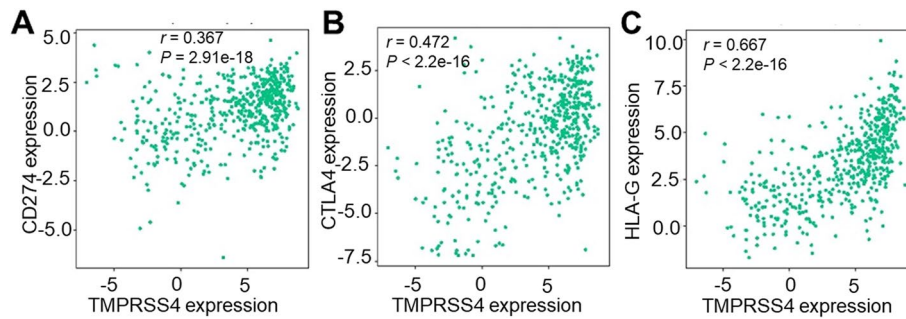 A
CD274 expression
5.0
2.5
0.0
-2.5
-5.0
r = 0.367
P = 2.91e-18
-5
0
5
TMPRSS4 expression
B
CTLA4 expression
2.5
0.0
-2.5
-5.0
-7.5
r = 0.472
P < 2.2e-16
-5
0
5
TMPRSS4 expression
C
HLA-G expression
10.0
7.5
5.0
2.5
0.0
r = 0.667
P < 2.2e-16
-5
0
5
TMPRSS4 expression